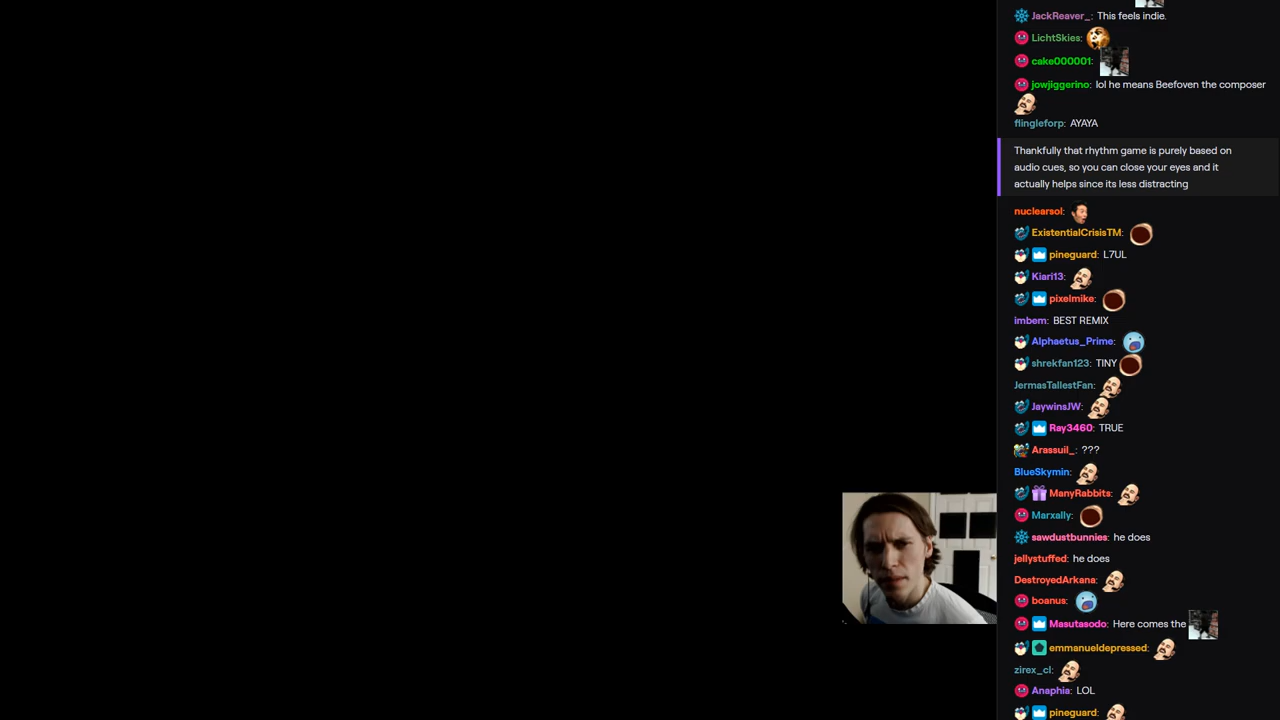 JackReaver_: This feels indie.
LichtSkies:
cake000001:
jowjiggerino: lol he means Beefoven the composer
flingleforp: AYAYA
Thankfully that rhythm game is purely based on
audio cues, so you can close your eyes and it
actually helps since its less distracting
nuclearsol:
ExistentialCrisisTM:
pineguard: L7UL
Kiari13:
pixelmike:
imbem: BEST REMIX
Alphaetus_Prime:
shrekfan123: TINY
JermasTallestFan:
JaywinsJW:
Ray3460: TRUE
Arassuil_: ???
BlueSkymin:
ManyRabbits:
Marxally:
sawdustbunnies: he does
jellystuffed: he does
DestroyedArkana:
boanus:
Masutasodo: Here comes the
emmanueldepressed:
zirex_cl:
Anaphia: LOL
pineguard: